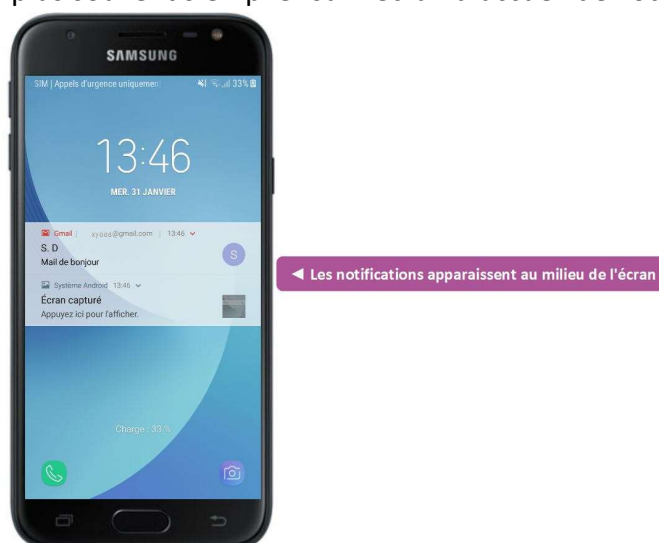 SAMSUNG
SIM | Appels d'urgence uniquemen
33%
13:46
MER. 31 JANVIER
Gmail | xyoos@gmail.com | 13:46
S. D
Mail de bonjour
S
Système Android 13:46
Écran capturé
Appuyez ici pour l'afficher.
◄ Les notifications apparaissent au milieu de l'écran
Charge : 33 %